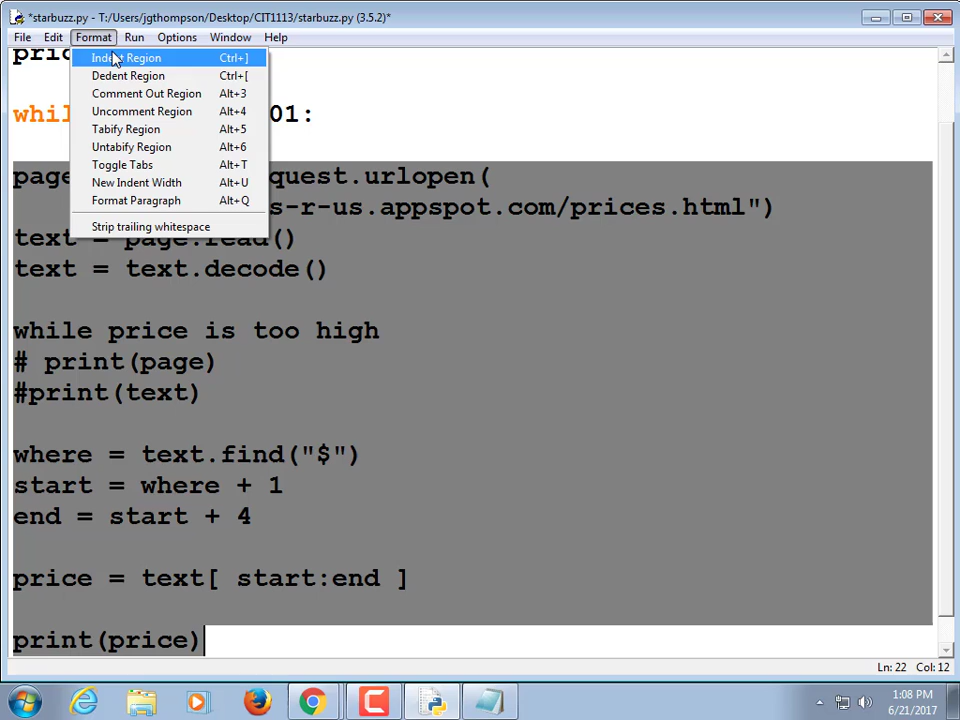 *starbuzz.py - T:/Users/jgthompson/Desktop/CIT1113/starbuzz.py (3.5.2)*
File Edit Format Run Options Window Help
Indent Region Ctrl+]
Dedent Region Ctrl+[
Comment Out Region Alt+3
Uncomment Region Alt+4
Tabify Region Alt+5
Untabify Region Alt+6
Toggle Tabs Alt+T
New Indent Width Alt+U
Format Paragraph Alt+Q
Strip trailing whitespace
01:
quest.urlopen(
s-r-us.appspot.com/prices.html")
text = page.read()
text = text.decode()
while price is too high
# print(page)
#print(text)
where = text.find("$")
start = where + 1
end = start + 4
price = text[ start:end ]
print(price)
Ln: 22 Col: 12
1:08 PM
6/21/2017